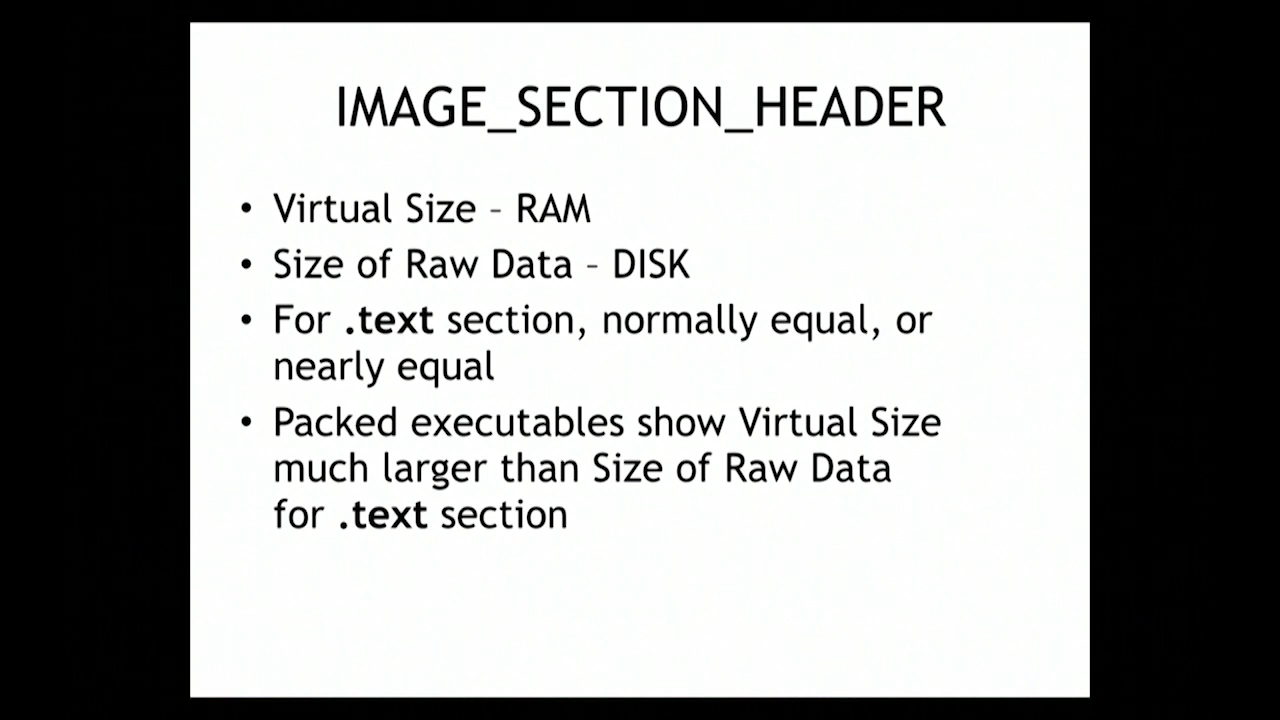 IMAGE_SECTION_HEADER
• Virtual Size – RAM
• Size of Raw Data – DISK
• For .text section, normally equal, or
nearly equal
• Packed executables show Virtual Size
much larger than Size of Raw Data
for .text section